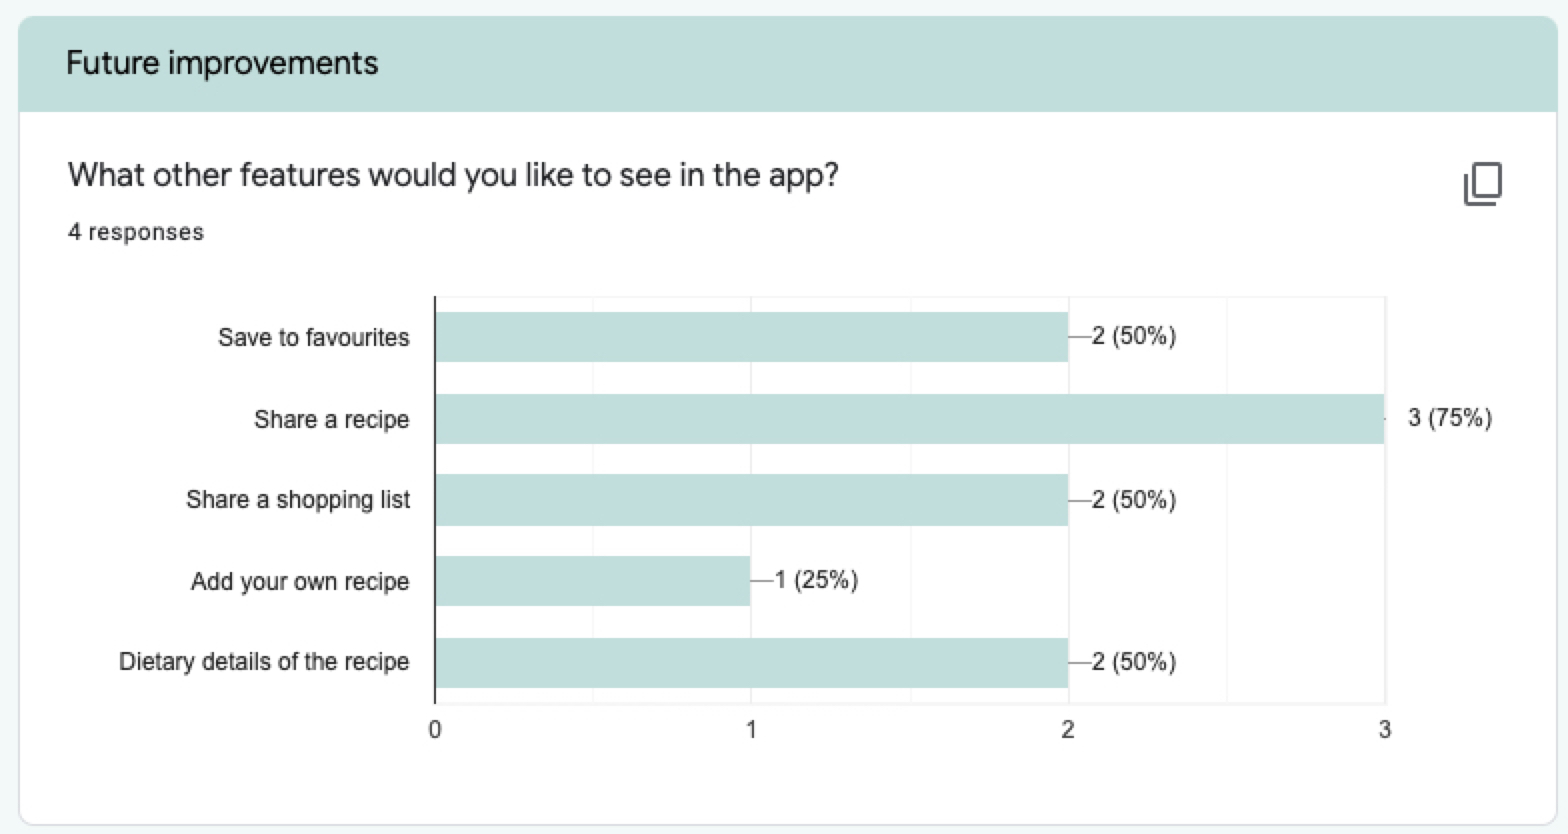 Future improvements
What other features would you like to see in the app?
4 responses
Save to favourites
2 (50%)
Share a recipe
3 (75%)
Share a shopping list
2 (50%)
Add your own recipe
1 (25%)
Dietary details of the recipe
2 (50%)
0 1 2 3